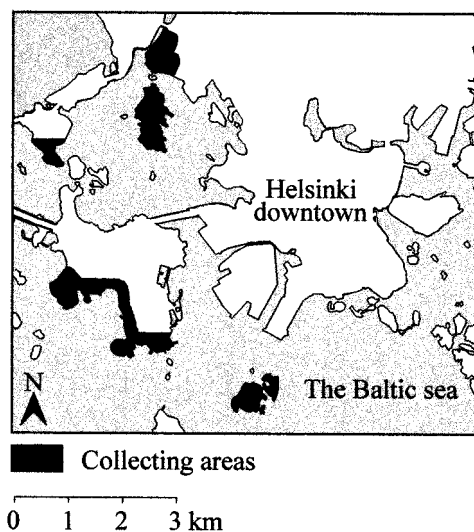 Helsinki
downtown
The Baltic sea
N
Collecting areas
0 1 2 3 km